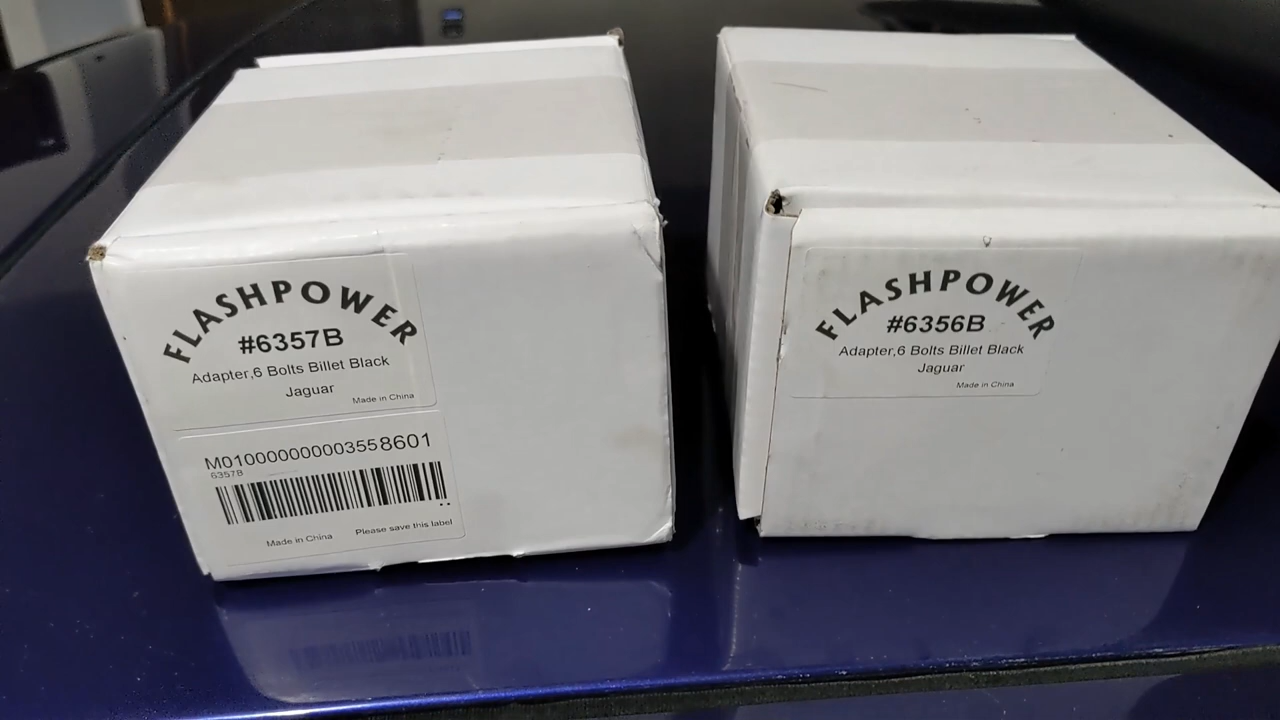 FLASHPOWER
#6357B
Adapter,6 Bolts Billet Black
Jaguar
Made in China
M010000000003558601
6357B
Made in China
Please save this label
FLASHPOWER
#6356B
Adapter,6 Bolts Billet Black
Jaguar
Made in China